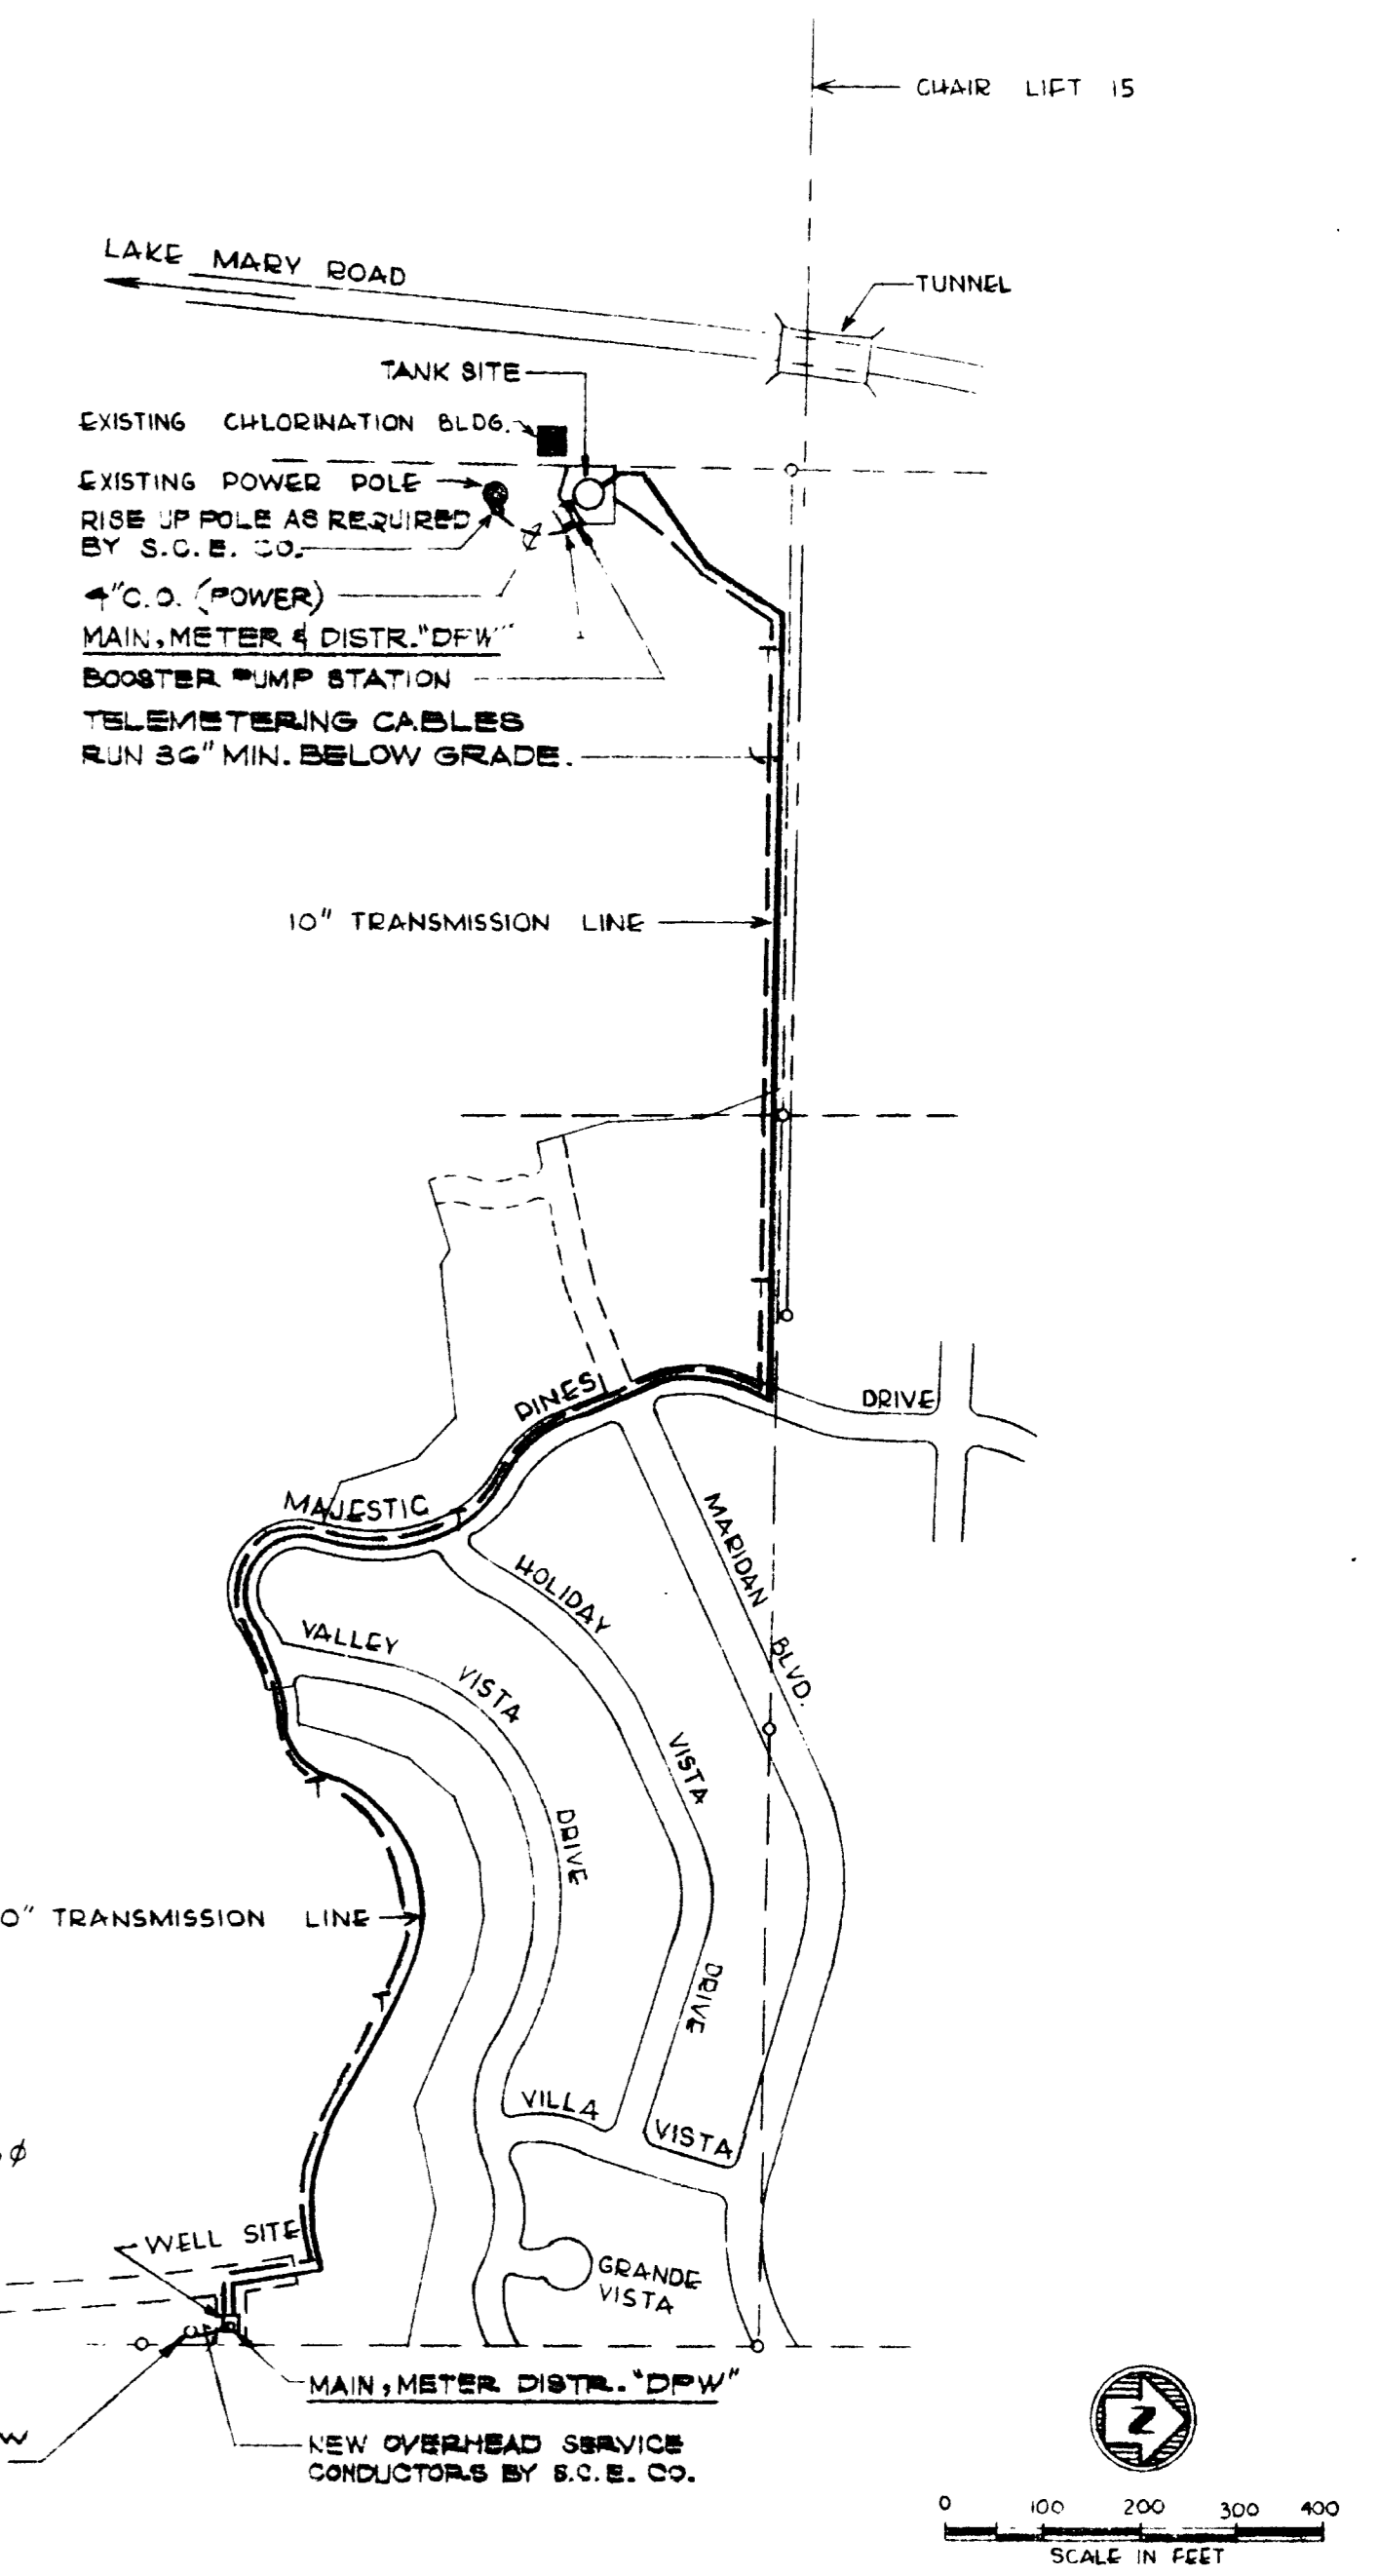 CHAIR LIFT 15
LAKE MARY ROAD
TUNNEL
TANK SITE
EXISTING CHLORINATION BLDG.
EXISTING POWER POLE
RISE UP POLE AS REQUIRED
BY S.C.E. CO.
4"C.O. (POWER)
MAIN, METER & DISTR. "DPW"
BOOSTER PUMP STATION
TELEMETERING CABLES
RUN 36" MIN. BELOW GRADE.
10" TRANSMISSION LINE
PINES
DRIVE
MAJESTIC
MARIDAN
BLVD.
HOLIDAY
VISTA
DRIVE
VALLEY
VISTA
DRIVE
0" TRANSMISSION LINE
VILLA
VISTA
φ
WELL SITE
GRANDE
VISTA
MAIN, METER DISTR. "DPW"
W
NEW OVERHEAD SERVICE
CONDUCTORS BY S.C.E. CO.
N
0 100 200 300 400
SCALE IN FEET